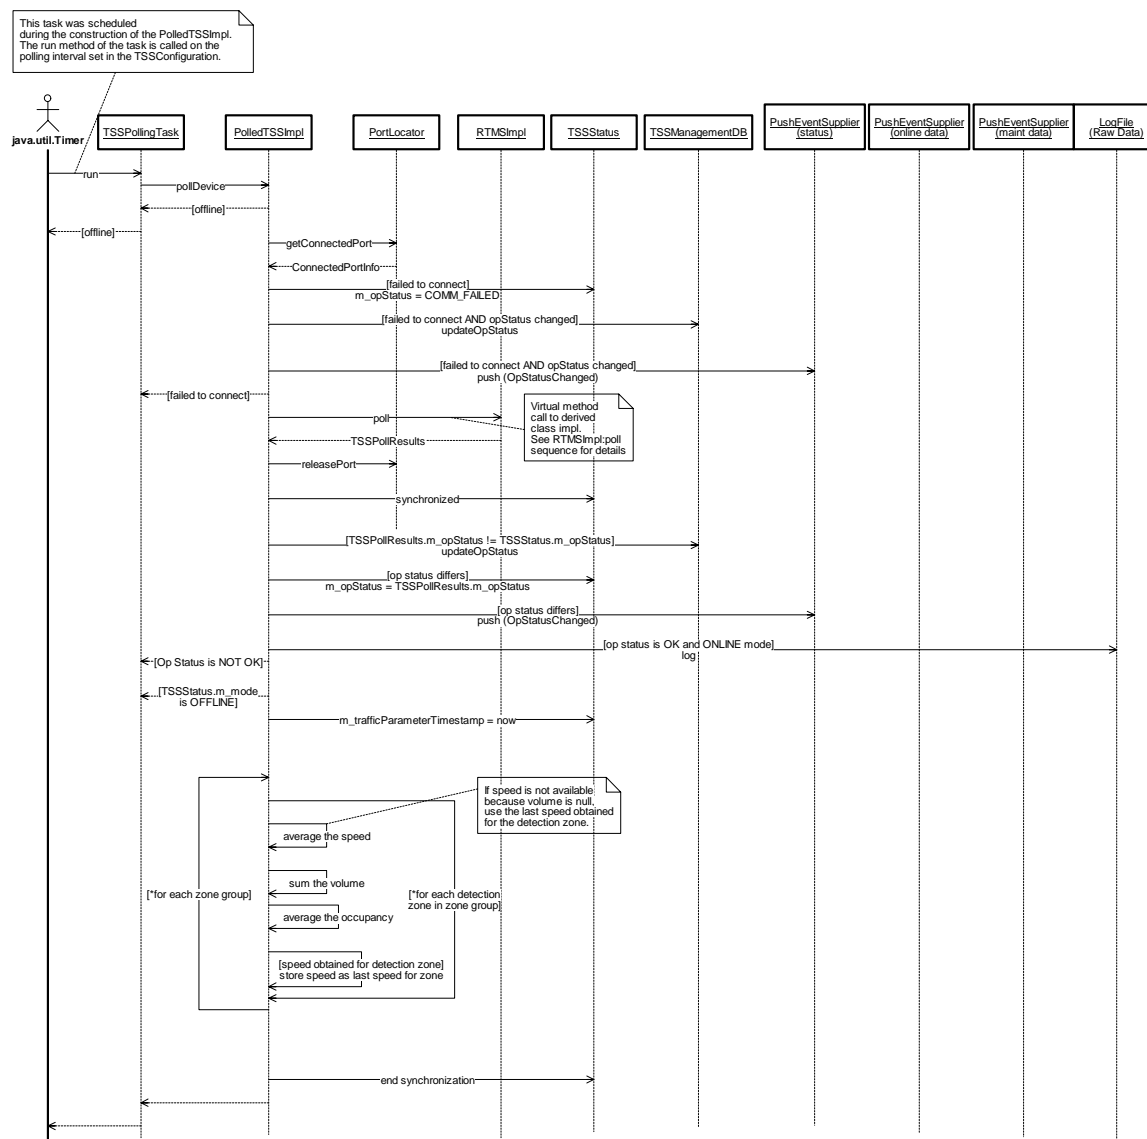 This task was scheduled
during the construction of the PolledTSSImpl.
The run method of the task is called on the
polling interval set in the TSSConfiguration.
java.util.Timer
TSSPollingTask
PolledTSSImpl
PortLocator
RTMSImpl
TSSStatus
TSSManagementDB
PushEventSupplier
(status)
PushEventSupplier
(online data)
PushEventSupplier
(maint data)
LogFile
(Raw Data)
run
pollDevice
[offline]
[offline]
getConnectedPort
ConnectedPortInfo
[failed to connect]
m_opStatus = COMM_FAILED
[failed to connect AND opStatus changed]
updateOpStatus
[failed to connect AND opStatus changed]
push (OpStatusChanged)
[failed to connect]
poll
Virtual method
call to derived
class impl.
See RTMSImpl:poll
sequence for details
TSSPollResults
releasePort
synchronized
[TSSPollResults.m_opStatus != TSSStatus.m_opStatus]
updateOpStatus
[op status differs]
m_opStatus = TSSPollResults.m_opStatus
[op status differs]
push (OpStatusChanged)
[op status is OK and ONLINE mode]
log
[Op Status is NOT OK]
[TSSStatus.m_mode
is OFFLINE]
m_trafficParameterTimestamp = now
If speed is not available
because volume is null,
use the last speed obtained
for the detection zone.
average the speed
sum the volume
[*for each zone group]
[*for each detection
zone in zone group]
average the occupancy
[speed obtained for detection zone]
store speed as last speed for zone
end synchronization